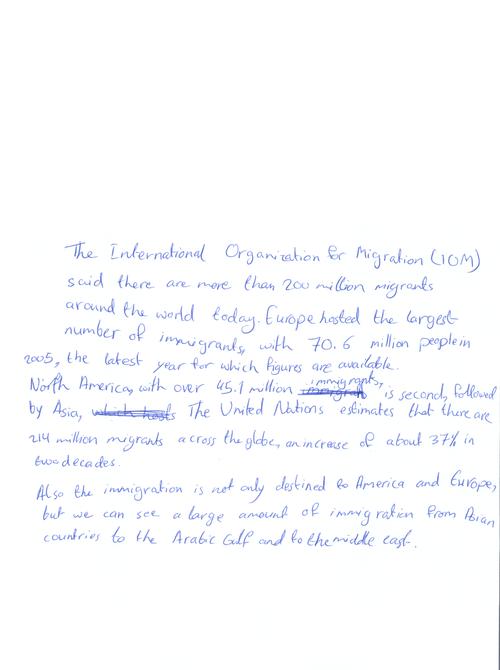 The International Organization for Migration (IOM)
said there are more than 200 million migrants
around the world today. Europe hosted the largest
number of immigrants, with 70.6 million people in
2005, the latest year for which figures are available.
North America, with over 45.1 million immigrants, is second, followed
by Asia, which hosts The United Nations estimates that there are
214 million migrants across the globe, an increase of about 37% in
two decades.
Also the immigration is not only destined to America and Europe,
but we can see a large amount of immigration from Asian
countries to the Arabic Gulf and to the middle east.